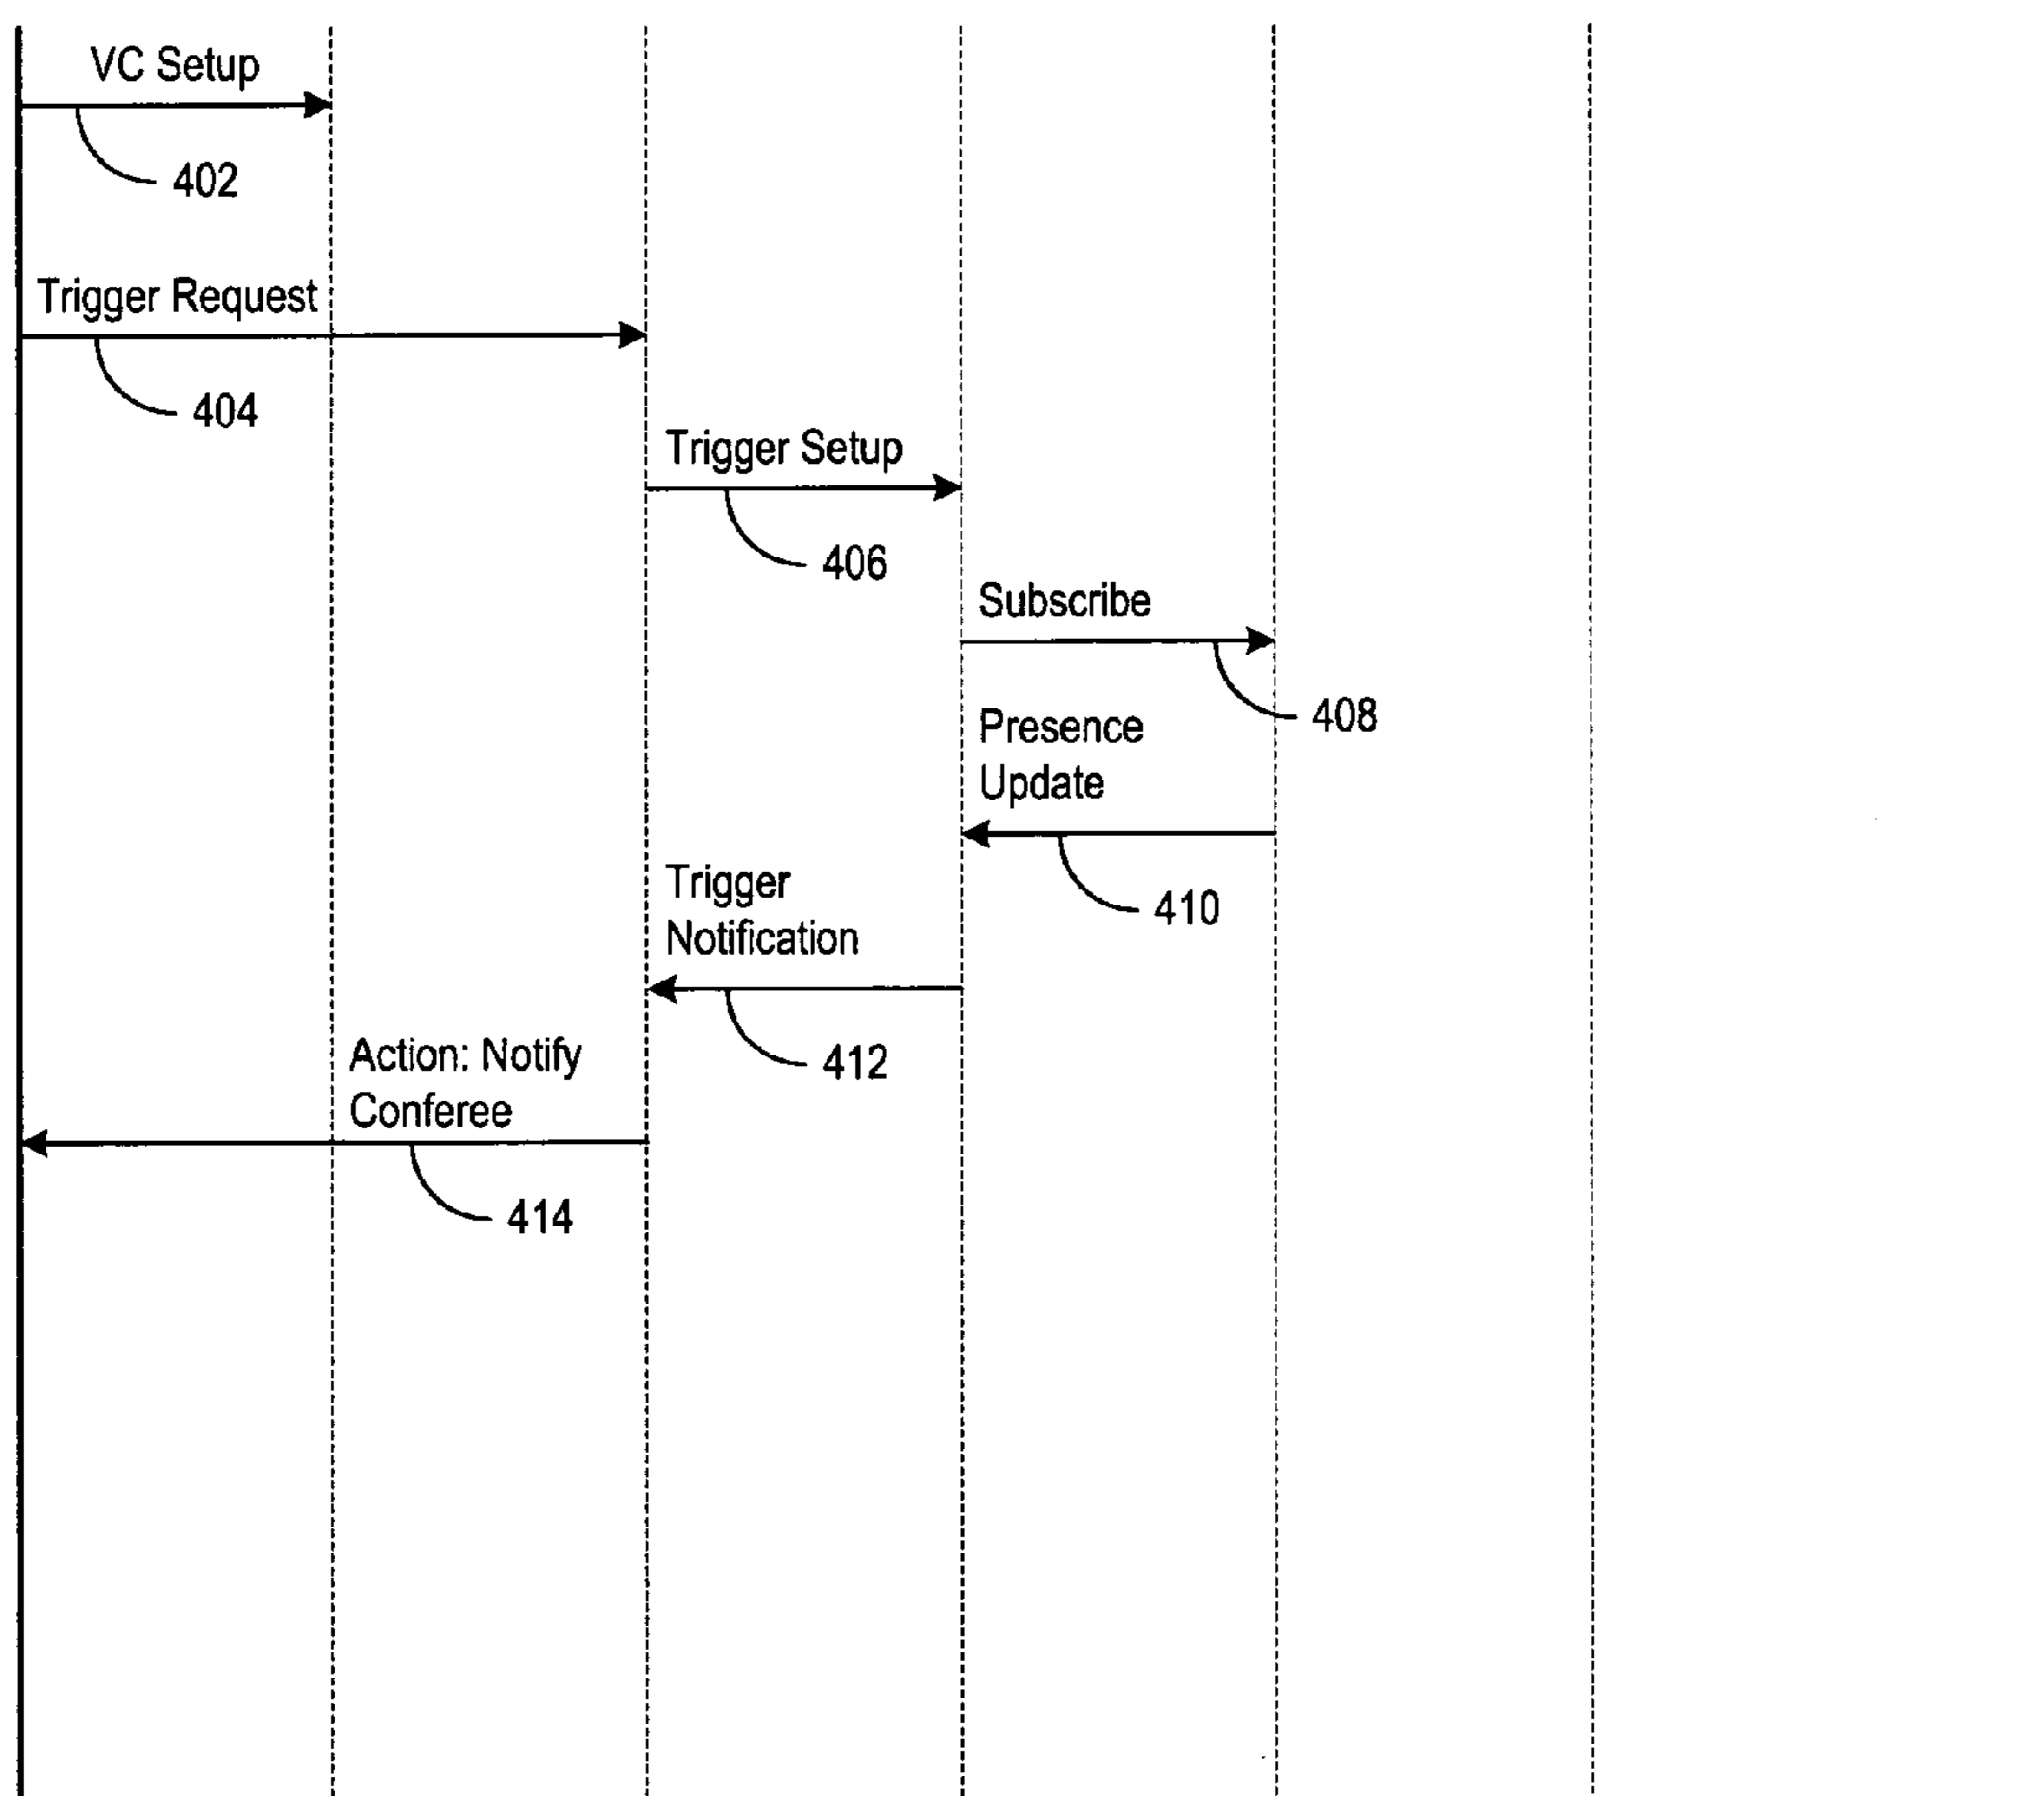 VC Setup
402
Trigger Request
404
Trigger Setup
406
Subscribe
408
Presence
Update
410
Trigger
Notification
412
Action: Notify
Conferee
414